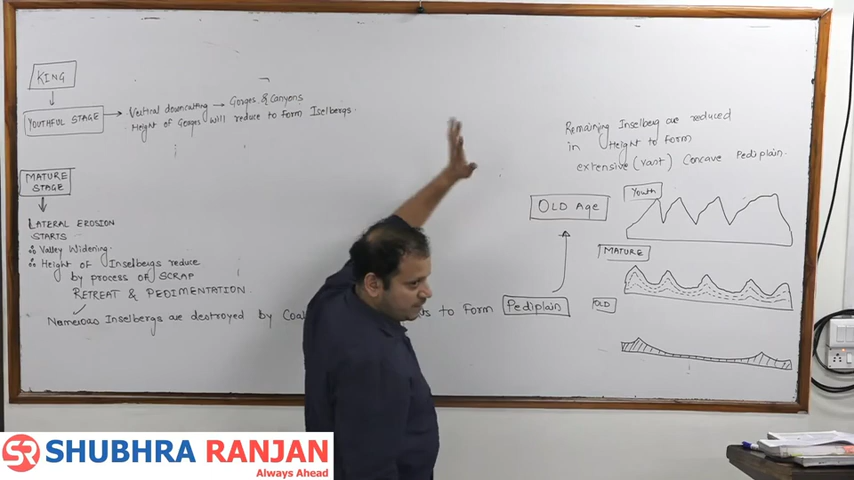 KING
YOUTHFUL STAGE
Vertical downcutting → Gorges & Canyons
Height of Gorges will reduce to form Iselbergs.
MATURE
STAGE
LATERAL EROSION
STARTS
∴ Valley Widening.
∴ Height of Inselbergs reduce
by process of SCRAP
RETREAT & PEDIMENTATION
Numerous Inselbergs are destroyed by to form Pediplain
Remaining Inselberg are reduced
in Height to form
extensive (vast) Concave Pediplain.
OLD Age
Youth
MATURE
OLD
SR SHUBHRA RANJAN
Always Ahead